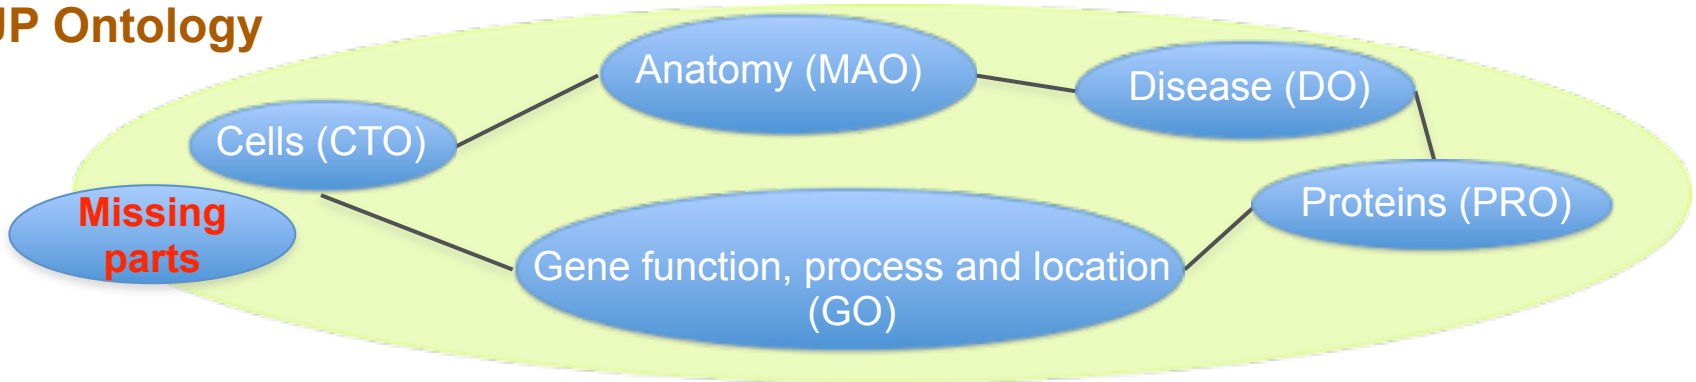 JP Ontology
Anatomy (MAO)
Disease (DO)
Cells (CTO)
Proteins (PRO)
Missing
parts
Gene function, process and location
(GO)